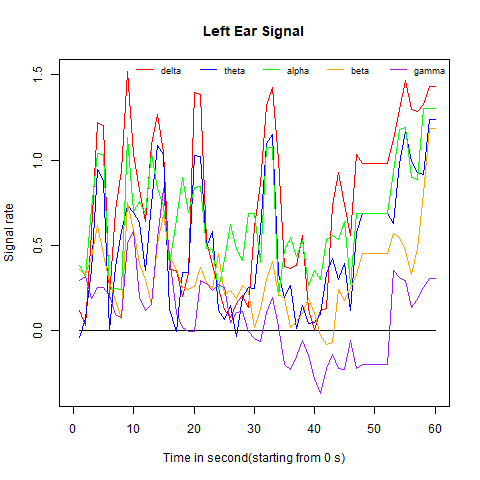 Left Ear Signal
delta theta alpha beta gamma
Signal rate
1.5
1.0
0.5
0.0
0 10 20 30 40 50 60
Time in second(starting from 0 s)